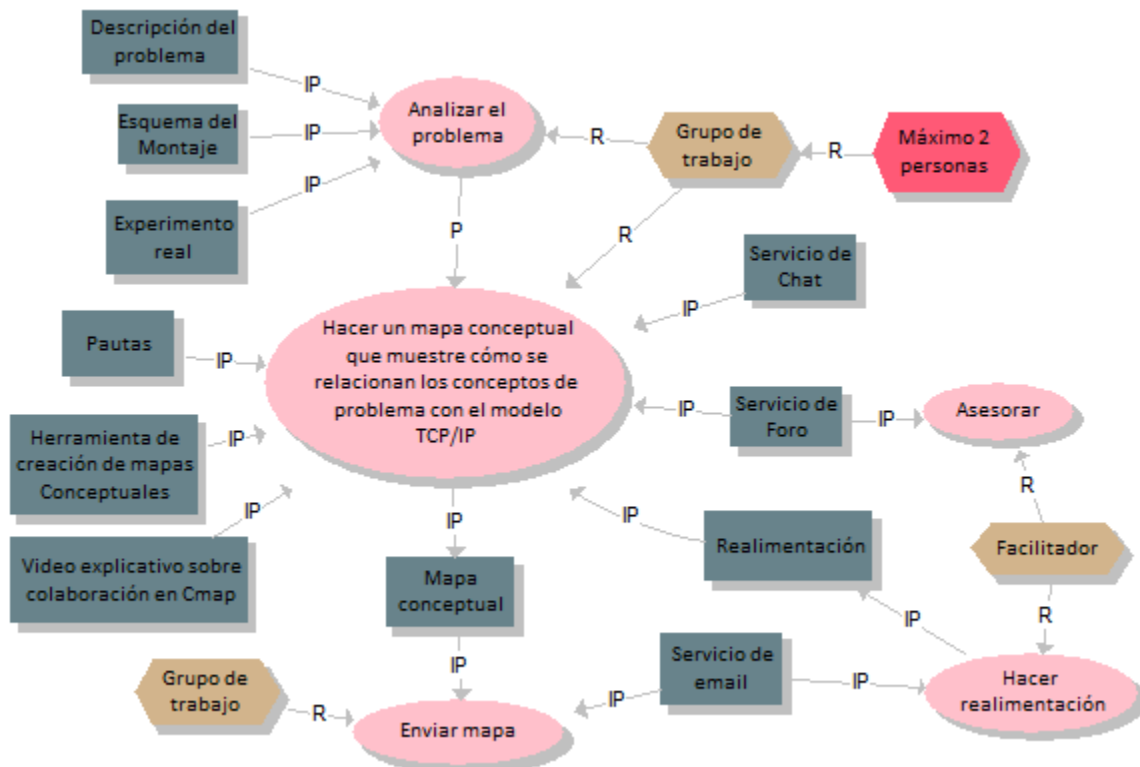 Descripción del
problema
IP
Esquema del
Montaje
IP
Experimento
real
IP
Analizar el
problema
R
Grupo de
trabajo
R
Máximo 2
personas
P
R
Servicio de
Chat
IP
Pautas
IP
Hacer un mapa conceptual
que muestre cómo se
relacionan los conceptos de
problema con el modelo
TCP/IP
IP
Servicio de
Foro
IP
Asesorar
Herramienta de
creación de mapas
Conceptuales
IP
Video explicativo sobre
colaboración en Cmap
IP
IP
Realimentación
IP
R
Facilitador
R
IP
Mapa
conceptual
IP
Grupo de
trabajo
R
Enviar mapa
IP
Servicio de
email
IP
Hacer
realimentación